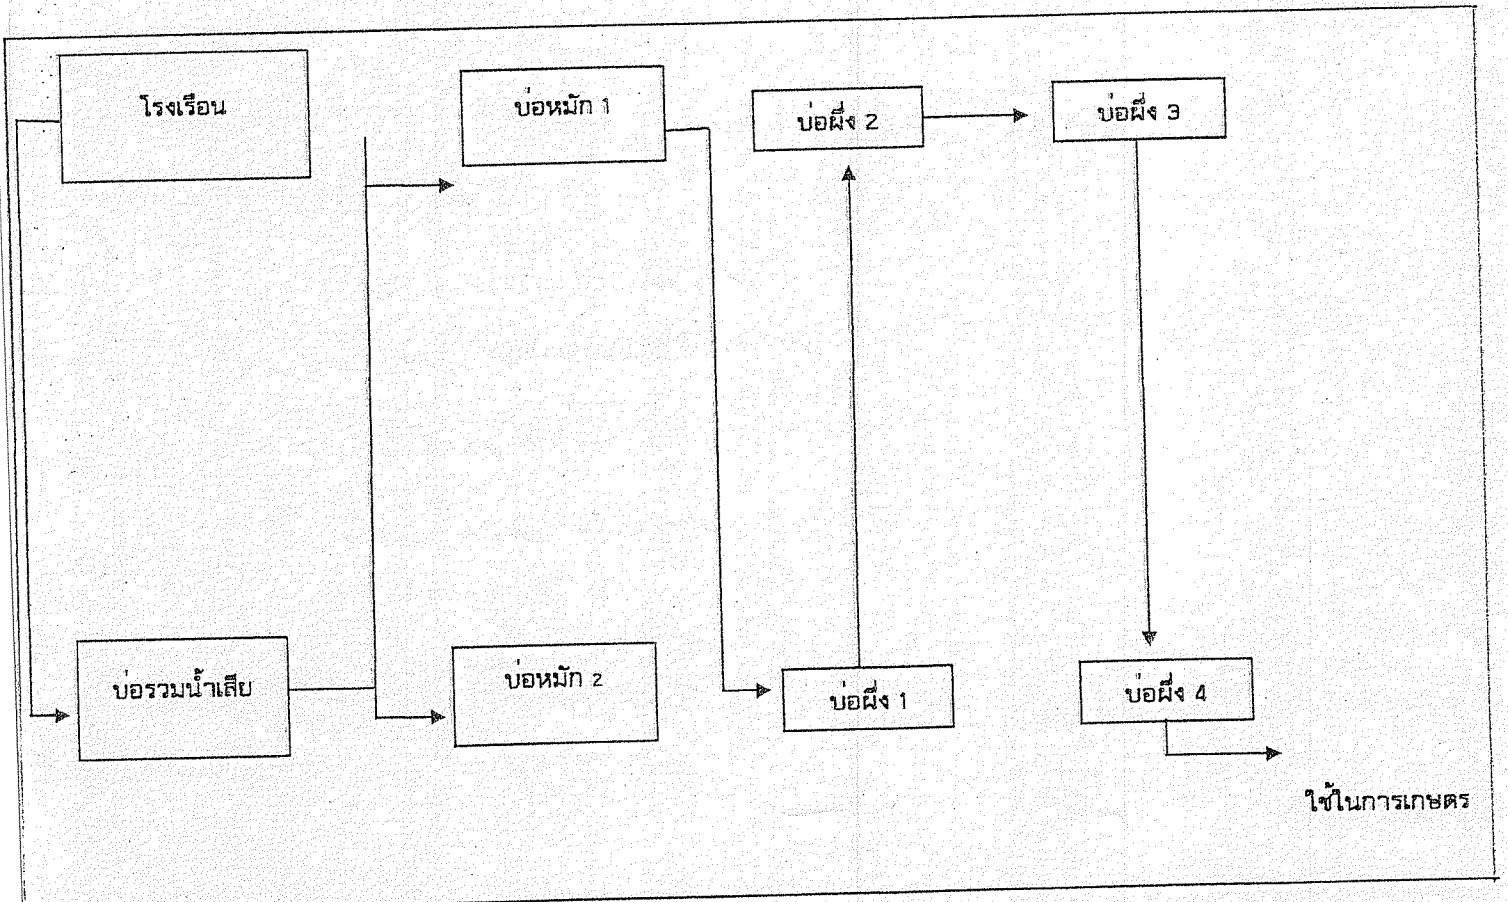 โรงเรือน
บ่อหมัก 1
บ่อผึ่ง 2
บ่อผึ่ง 3
บ่อรวมน้ำเสีย
บ่อหมัก 2
บ่อผึ่ง 1
บ่อผึ่ง 4
ใช้ในการเกษตร